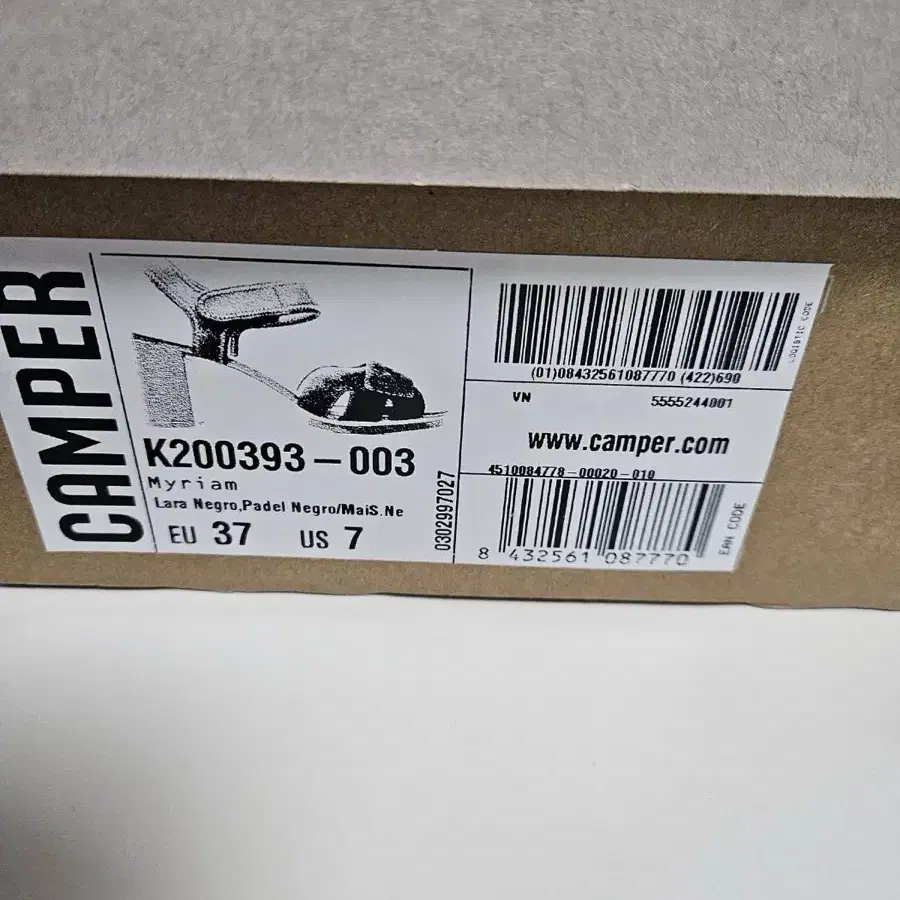 CAMPER
K200393-003
Myriam
Lara Negro,Padel Negro/MaiS.Ne
EU 37 US 7
0302997027
(01)08432561087770 (422)690
LOGISTIC CODE
VN 5555244001
www.camper.com
4510084778-00020-010
8 432561 087770
EAN CODE